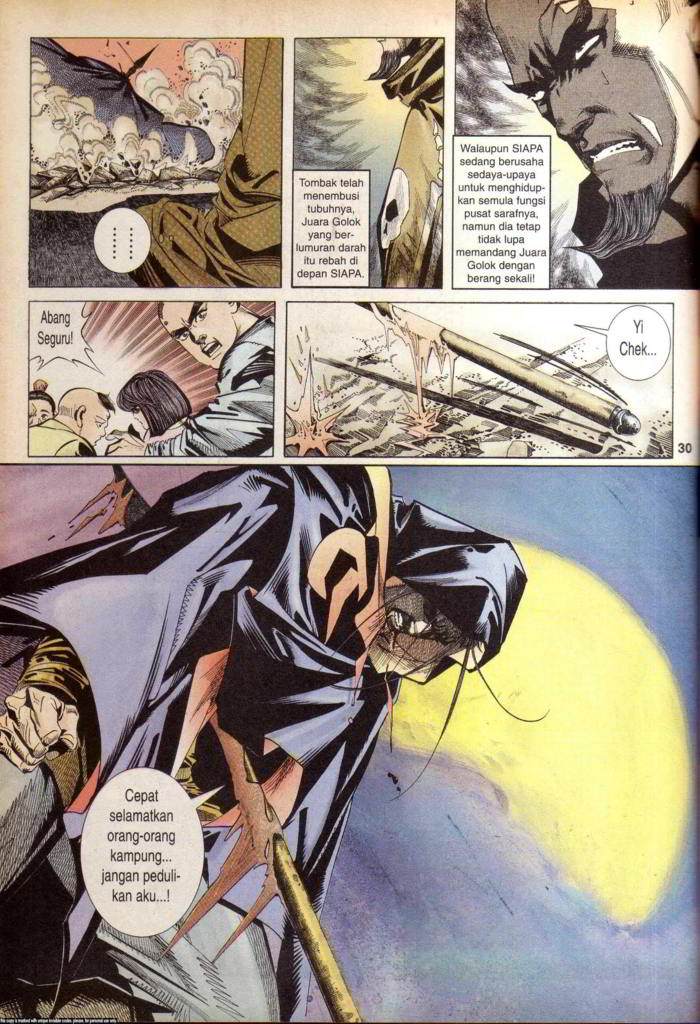 Tombak telah
menembusi
tubuhnya,
Juara Golok
yang ber-
lumuran darah
itu rebah di
depan SIAPA.
Walaupun SIAPA
sedang berusaha
sedaya-upaya
untuk menghidup-
kan semula fungsi
pusat sarafnya,
namun dia tetap
tidak lupa
memandang Juara
Golok dengan
berang sekali!
Abang
Seguru!
Yi
Chek...
30
Cepat
selamatkan
orang-orang
kampung...
jangan peduli-
kan aku...!